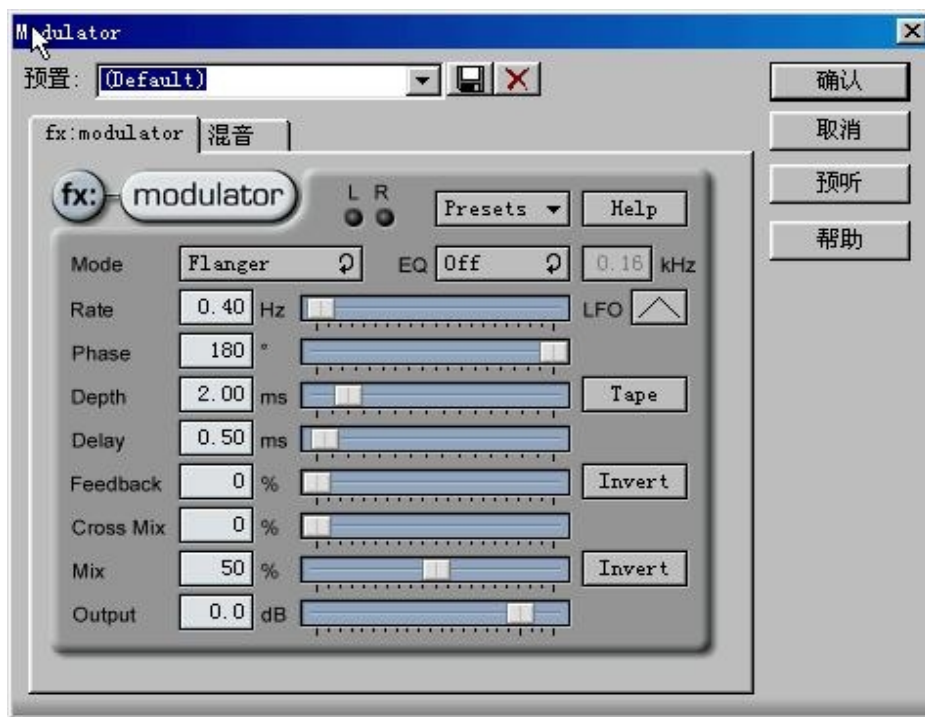 Modulator
预置: (Default)
确认
取消
预听
帮助
fx:modulator 混音
fx: modulator L R Presets Help
Mode Flanger EQ Off 0.16 kHz
Rate 0.40 Hz LFO
Phase 180 °
Depth 2.00 ms Tape
Delay 0.50 ms
Feedback 0 % Invert
Cross Mix 0 %
Mix 50 % Invert
Output 0.0 dB